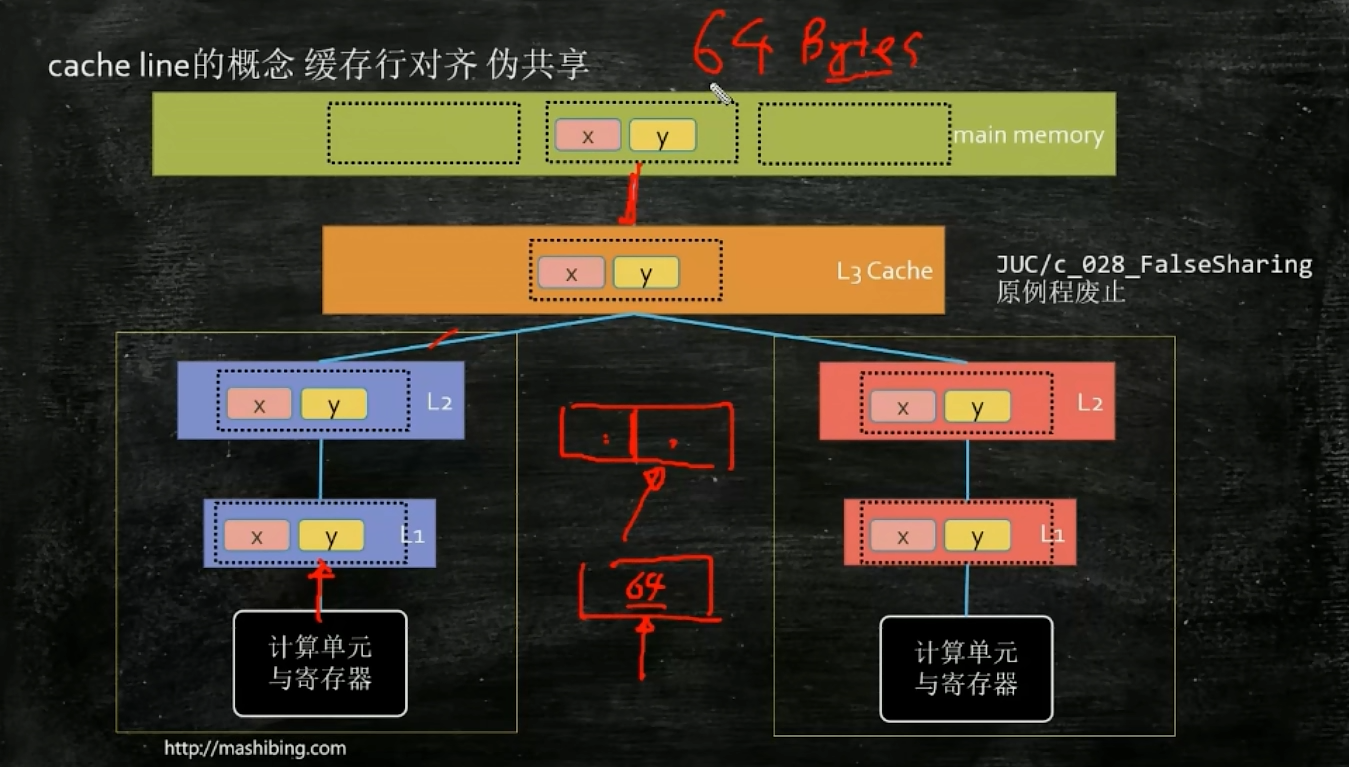 cache line的概念 缓存行对齐 伪共享
64 Bytes
x y main memory
x y L3 Cache
JUC/c_028_FalseSharing
原例程废止
x y L2
x y L2
x y L1
64
x y L1
计算单元
与寄存器
计算单元
与寄存器
http://mashibing.com